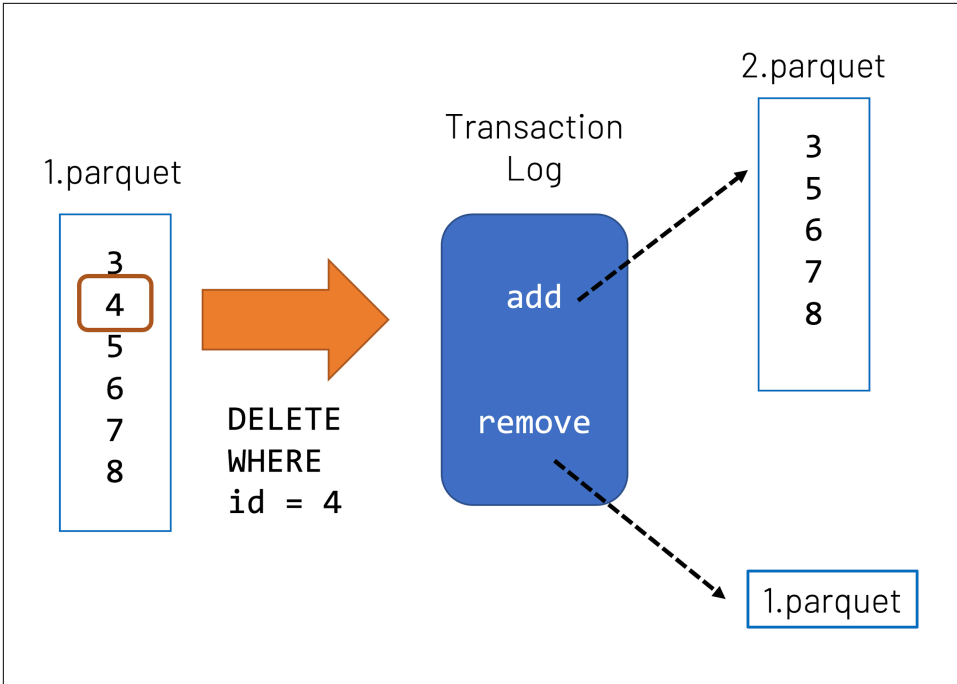 1.parquet
3
4
5
6
7
8
DELETE
WHERE
id = 4
Transaction
Log
add
remove
2.parquet
3
5
6
7
8
1.parquet